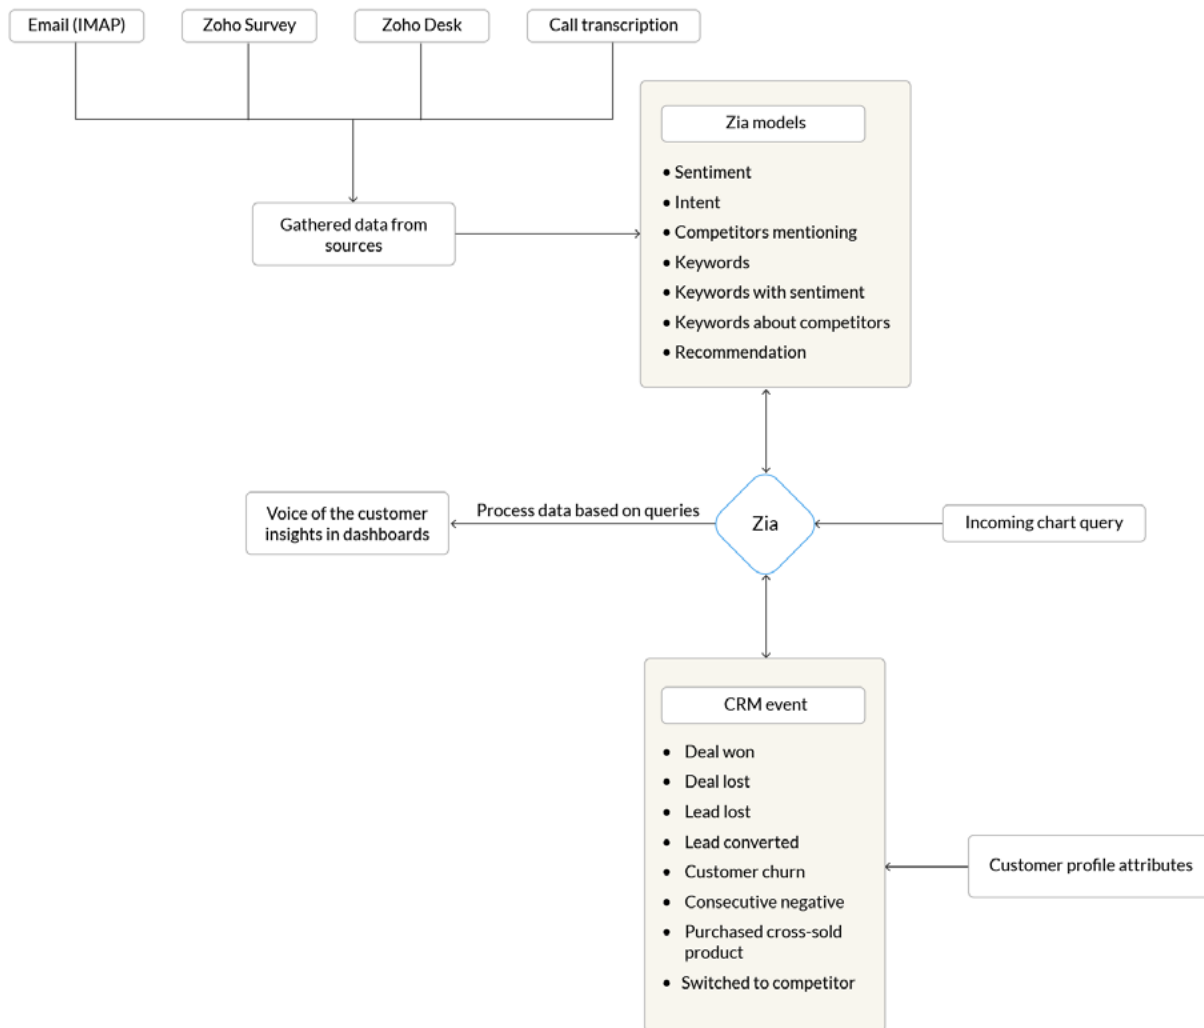 Email (IMAP)
Zoho Survey
Zoho Desk
Call transcription
Gathered data from
sources
Zia models
• Sentiment
• Intent
• Competitors mentioning
• Keywords
• Keywords with sentiment
• Keywords about competitors
• Recommendation
Voice of the customer
insights in dashboards
Process data based on queries
Zia
Incoming chart query
CRM event
• Deal won
• Deal lost
• Lead lost
• Lead converted
• Customer churn
• Consecutive negative
• Purchased cross-sold
product
• Switched to competitor
Customer profile attributes